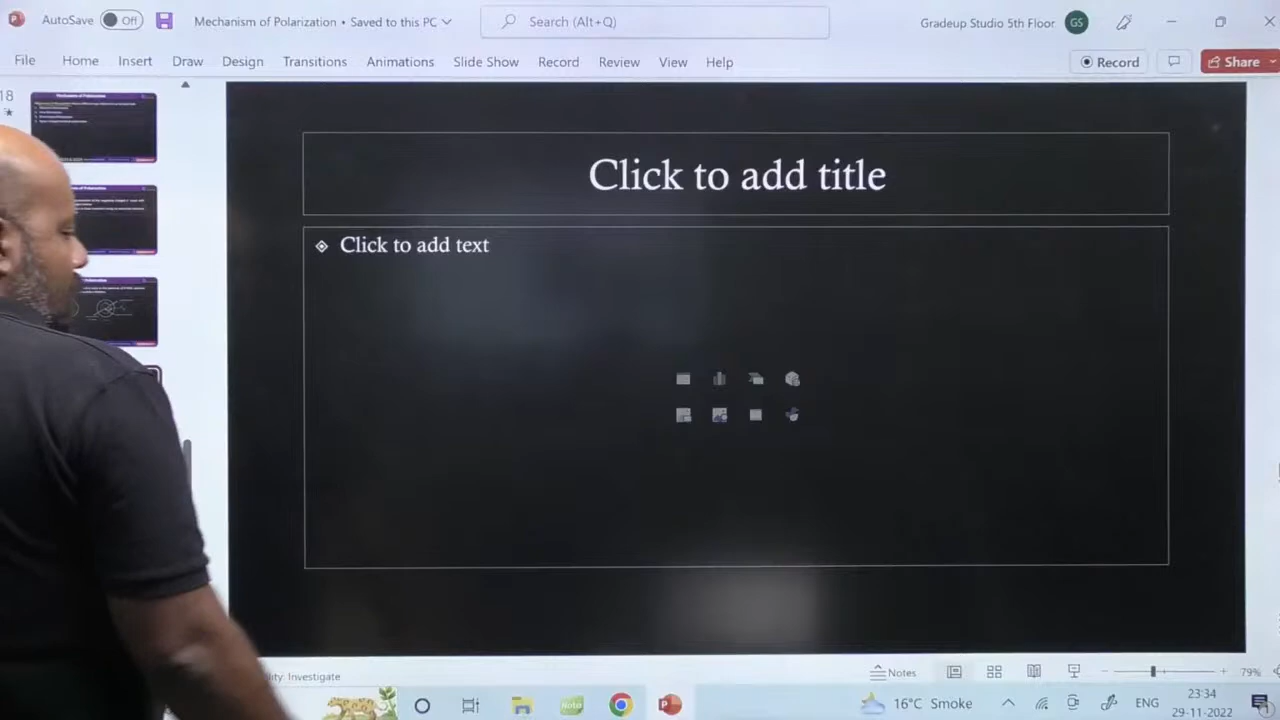 AutoSave Off Mechanism of Polarization • Saved to this PC Search (Alt+Q) Gradeup Studio 5th Floor GS
File Home Insert Draw Design Transitions Animations Slide Show Record Review View Help Record Share
18
Click to add title
Click to add text
Investigate Notes 79%
16°C Smoke ENG 23:34
29-11-2022